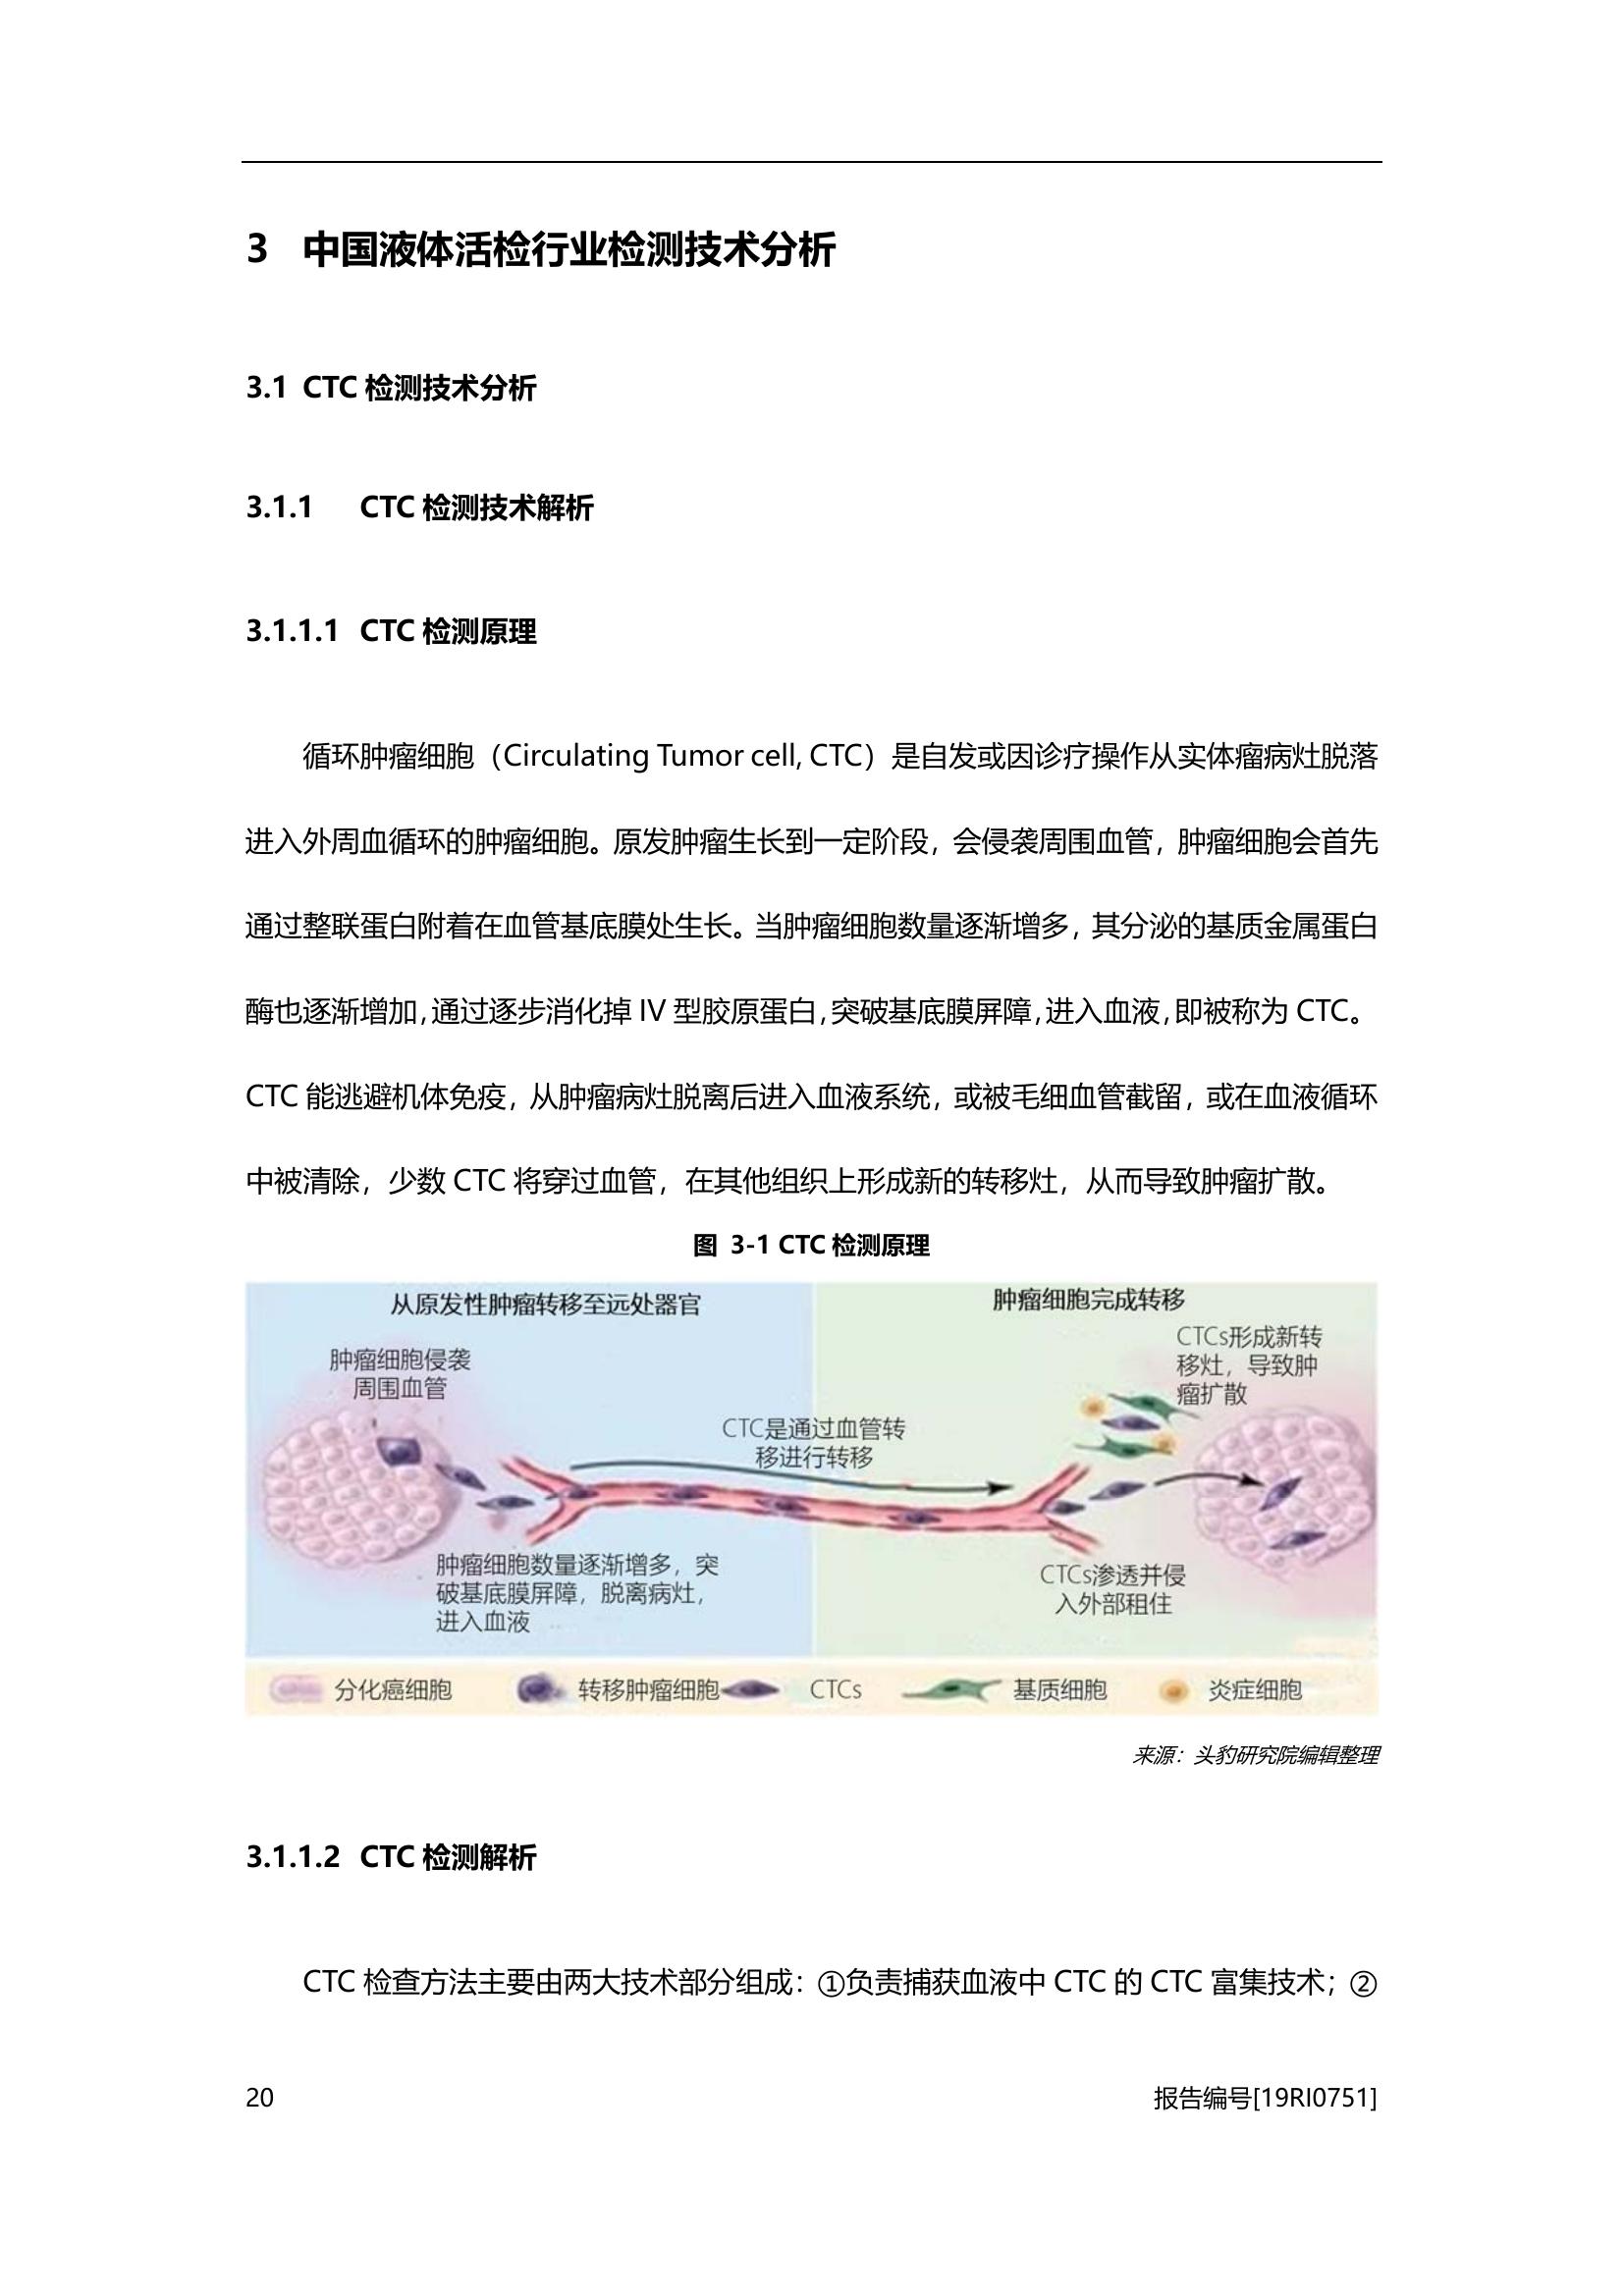 3 中国液体活检行业检测技术分析
3.1 CTC 检测技术分析
3.1.1 CTC 检测技术解析
3.1.1.1 CTC 检测原理
循环肿瘤细胞（Circulating Tumor cell, CTC）是自发或因诊疗操作从实体瘤病灶脱落
进入外周血循环的肿瘤细胞。原发肿瘤生长到一定阶段，会侵袭周围血管，肿瘤细胞会首先
通过整联蛋白附着在血管基底膜处生长。当肿瘤细胞数量逐渐增多，其分泌的基质金属蛋白
酶也逐渐增加，通过逐步消化掉 IV 型胶原蛋白，突破基底膜屏障，进入血液，即被称为 CTC。
CTC 能逃避机体免疫，从肿瘤病灶脱离后进入血液系统，或被毛细血管截留，或在血液循环
中被清除，少数 CTC 将穿过血管，在其他组织上形成新的转移灶，从而导致肿瘤扩散。
图 3-1 CTC 检测原理
从原发性肿瘤转移至远处器官
肿瘤细胞侵袭
周围血管
肿瘤细胞数量逐渐增多，突
破基底膜屏障，脱离病灶，
进入血液
CTC是通过血管转
移进行转移
肿瘤细胞完成转移
CTCs形成新转
移灶，导致肿
瘤扩散
CTCs渗透并侵
入外部租住
分化癌细胞 转移肿瘤细胞 CTCs 基质细胞 炎症细胞
来源：头豹研究院编辑整理
3.1.1.2 CTC 检测解析
CTC 检查方法主要由两大技术部分组成：①负责捕获血液中 CTC 的 CTC 富集技术；②
20 报告编号[19RI0751]